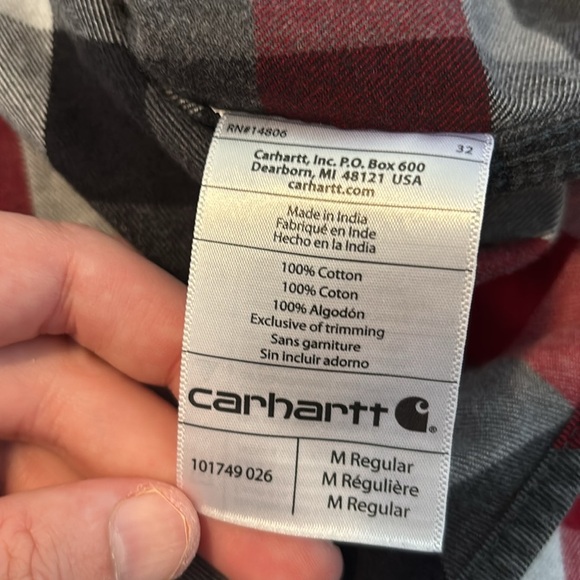 RN#14806
32
Carhartt, Inc. P.O. Box 600
Dearborn, MI 48121 USA
carhartt.com
Made in India
Fabriqué en Inde
Hecho en la India
100% Cotton
100% Coton
100% Algodón
Exclusive of trimming
Sans garniture
Sin incluir adorno
carhartt
101749 026
M Regular
M Régulière
M Regular